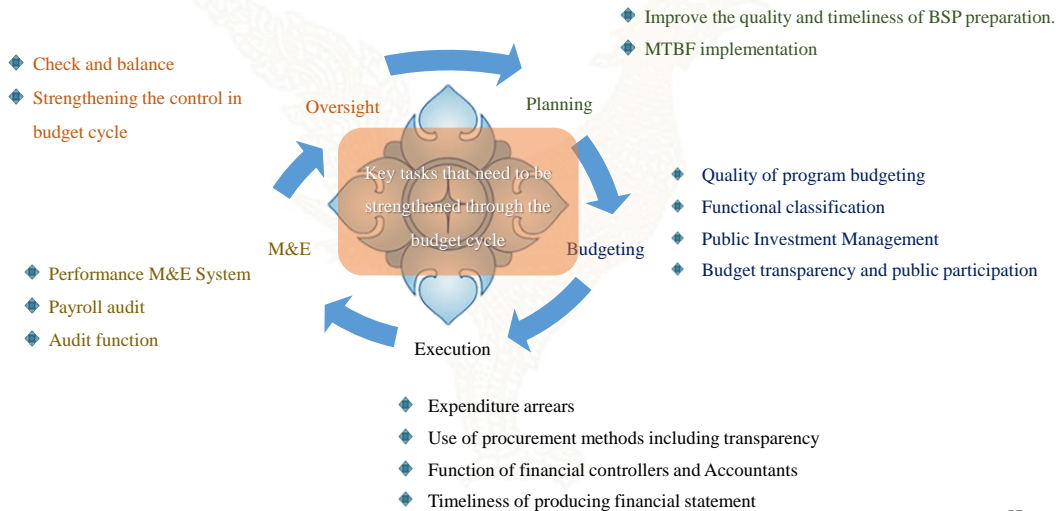 Improve the quality and timeliness of BSP preparation.
MTBF implementation
Check and balance
Strengthening the control in
budget cycle
Oversight
Planning
Key tasks that need to be
strengthened through the
budget cycle
Quality of program budgeting
Functional classification
Public Investment Management
Budget transparency and public participation
M&E
Budgeting
Performance M&E System
Payroll audit
Audit function
Execution
Expenditure arrears
Use of procurement methods including transparency
Function of financial controllers and Accountants
Timeliness of producing financial statement